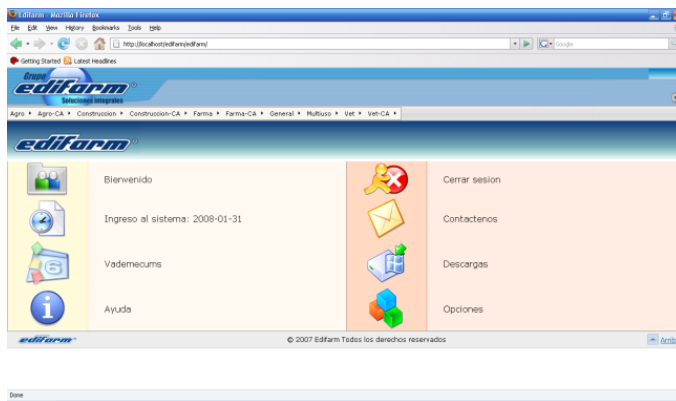 Edifarm - Mozilla Firefox
File Edit View History Bookmarks Tools Help
http://localhost/edifarm/edifarm/
Google
Getting Started Latest Headlines
Grupo
edifarm
Soluciones Integrales
Agro Agro-CA Construccion Construccion-CA Farma Farma-CA General Multiuso Vet Vet-CA
edifarm
Bienvenido Cerrar sesion
Ingreso al sistema: 2008-01-31 Contactenos
Vademecums Descargas
Ayuda Opciones
edifarm © 2007 Edifarm Todos los derechos reservados
Done